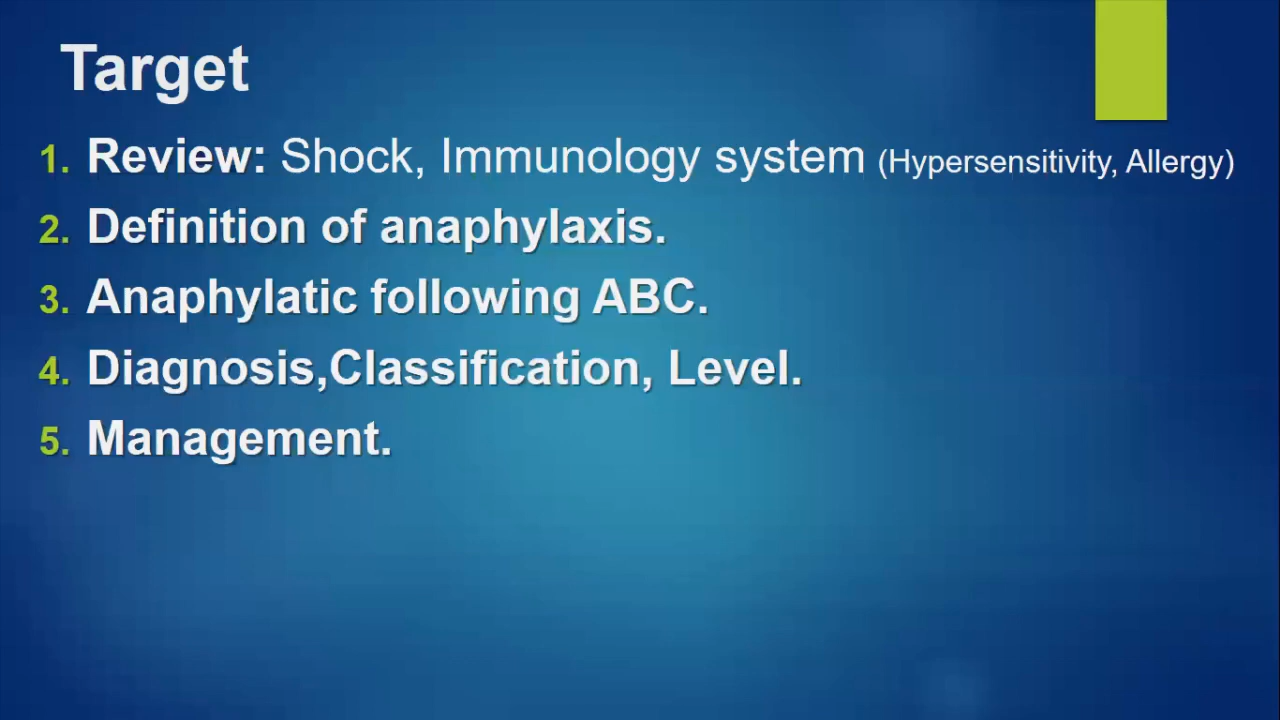 Target
1. Review: Shock, Immunology system (Hypersensitivity, Allergy)
2. Definition of anaphylaxis.
3. Anaphylatic following ABC.
4. Diagnosis,Classification, Level.
5. Management.